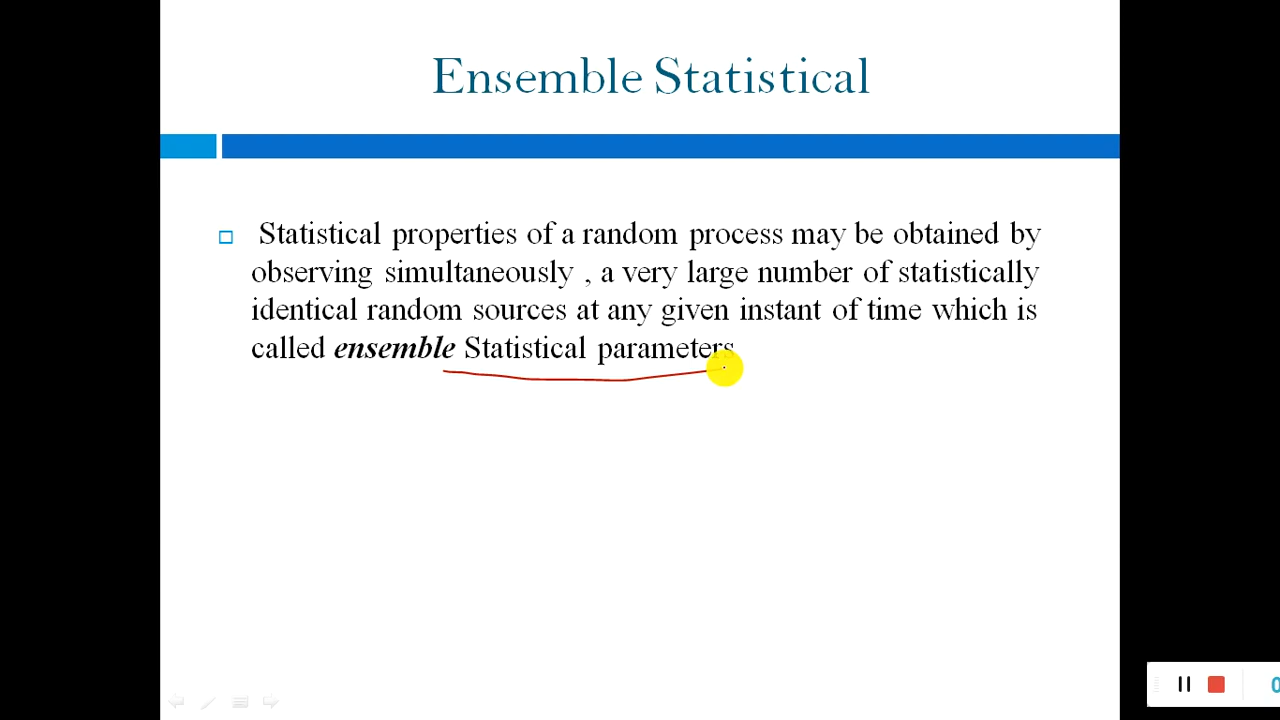 Ensemble Statistical
Statistical properties of a random process may be obtained by
observing simultaneously , a very large number of statistically
identical random sources at any given instant of time which is
called ensemble Statistical parameters
0